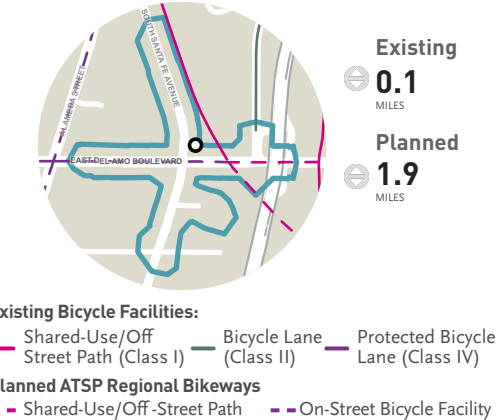 SOUTH SANTA FE AVENUE
ALAMEDA STREET
EAST DEL AMO BOULEVARD
Existing
0.1
MILES
Planned
1.9
MILES
xisting Bicycle Facilities:
Shared-Use/Off
Street Path (Class I)
Bicycle Lane
(Class II)
Protected Bicycle
Lane (Class IV)
lanned ATSP Regional Bikeways
Shared-Use/Off-Street Path
On-Street Bicycle Facility